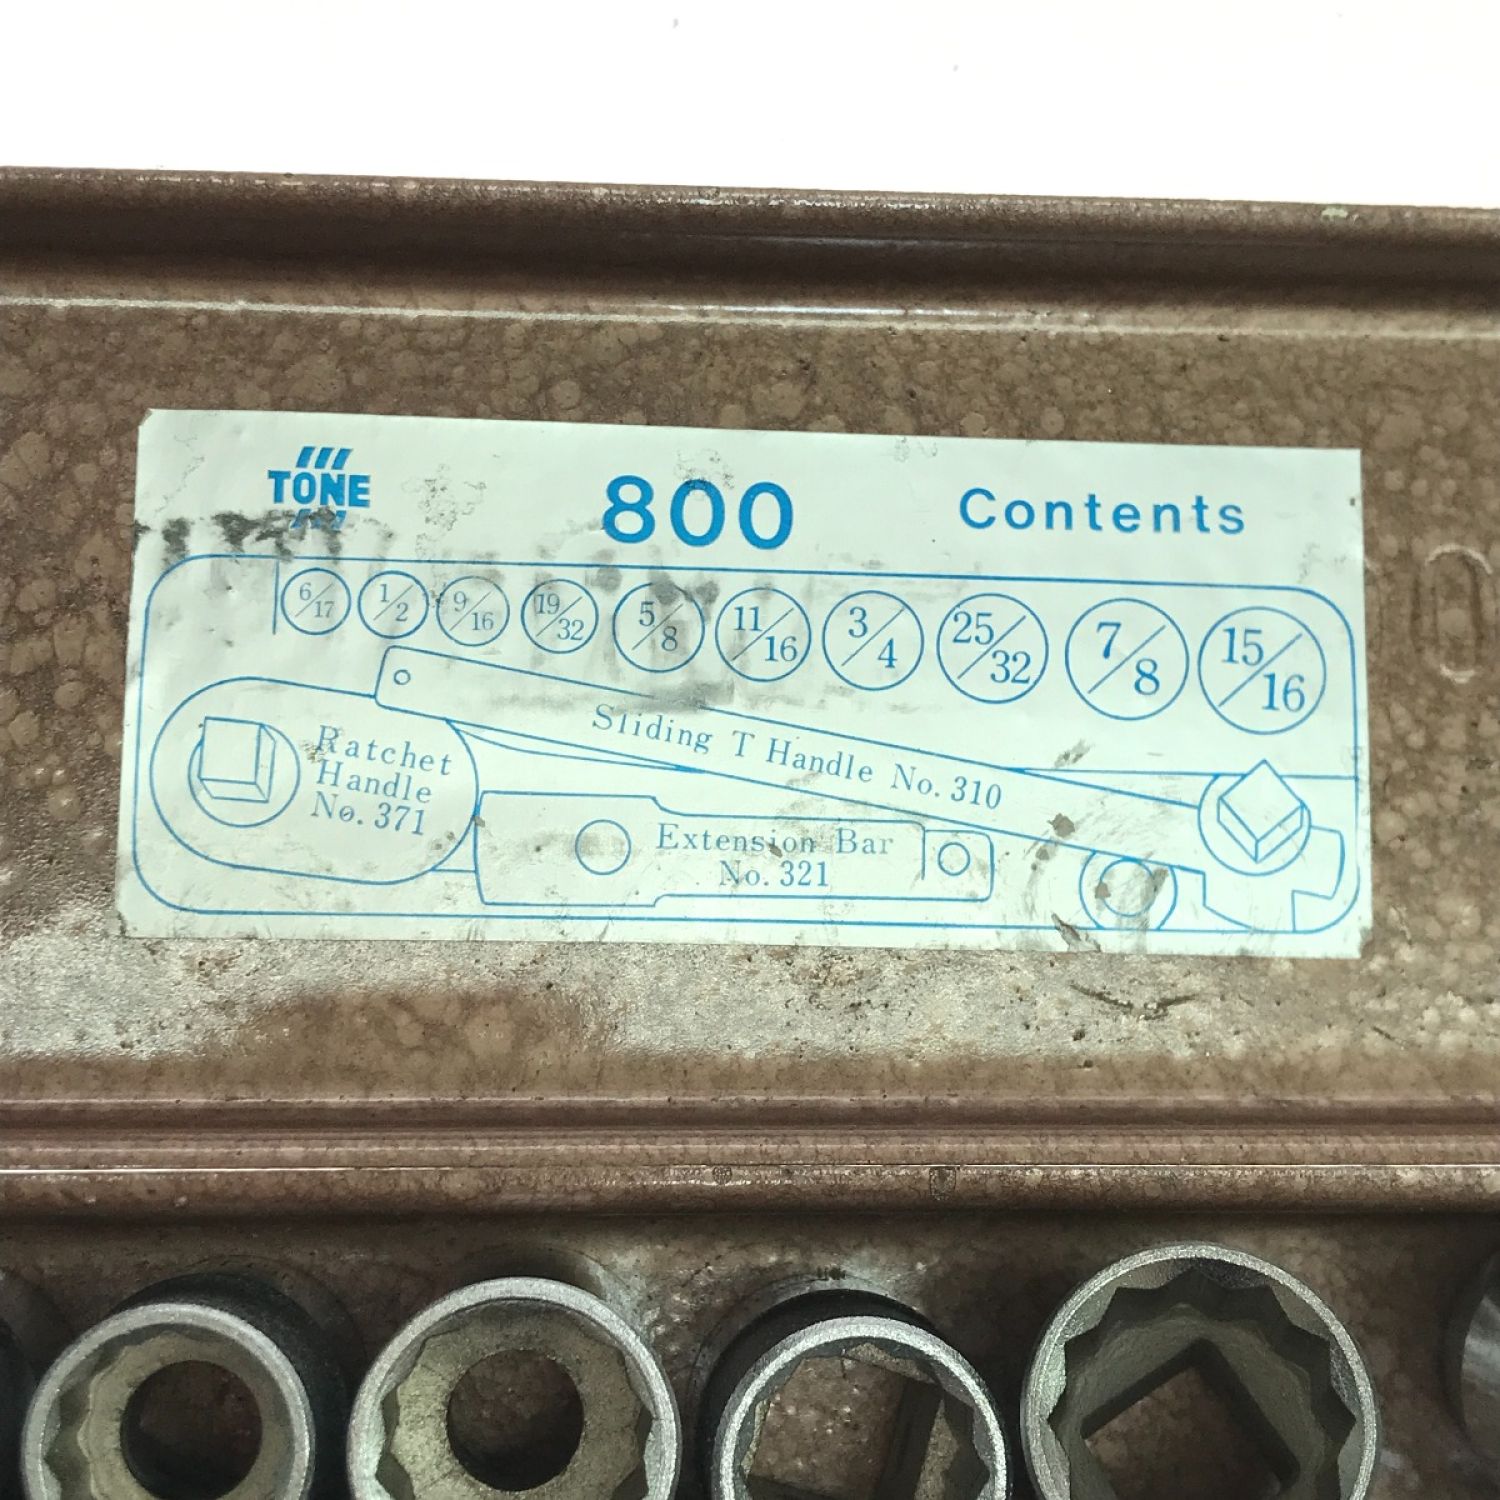 TONE
800
Contents
6/17
1/2
9/16
19/32
5/8
11/16
3/4
25/32
7/8
15/16
Sliding T Handle No. 310
Ratchet
Handle
No. 371
Extension Bar
No. 321